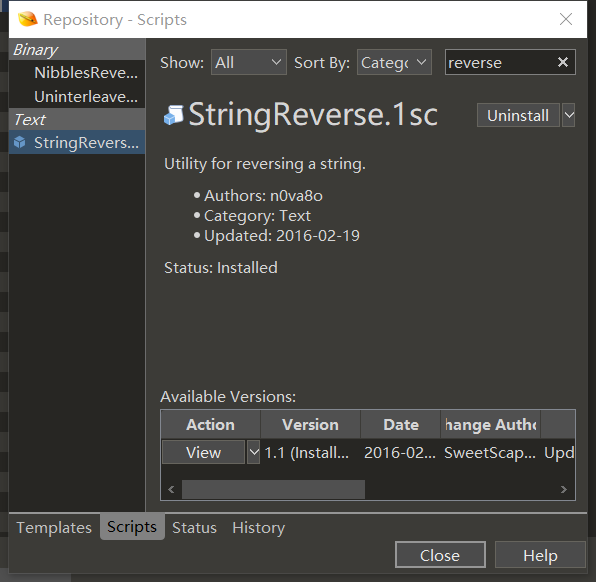 Repository - Scripts
Binary
NibblesReve...
Uninterleave...
Text
StringRevers...
Show: All Sort By: Categ reverse
StringReverse.1sc
Uninstall
Utility for reversing a string.
Authors: n0va8o
Category: Text
Updated: 2016-02-19
Status: Installed
Available Versions:
Action Version Date hange Autho
View 1.1 (Install... 2016-02... SweetScap... Upd
Templates Scripts Status History
Close Help